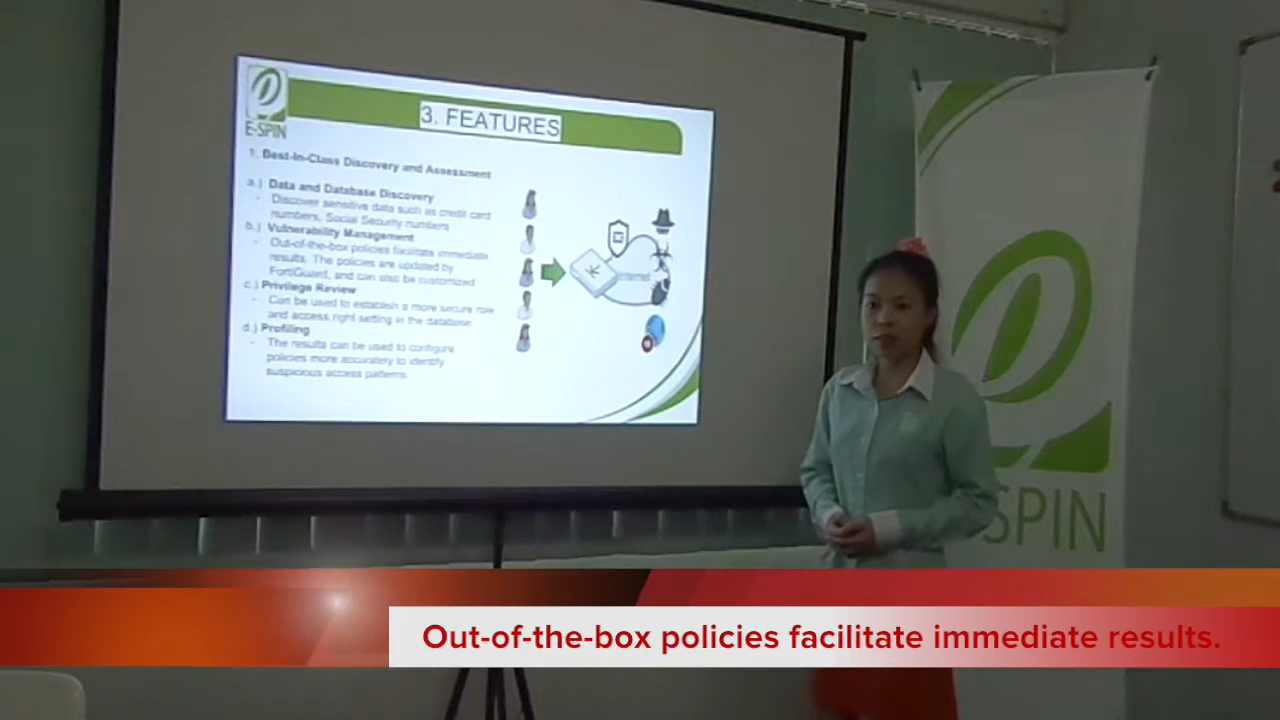 E-SPIN
3. FEATURES
1. Best-In-Class Discovery and Assessment
a.) Data and Database Discovery
- Discover sensitive data such as credit card
numbers, Social Security numbers
b.) Vulnerability Management
- Out-of-the-box policies facilitate immediate
results. The policies are updated by
FortiGuard, and can also be customized
c.) Privilege Review
- Can be used to establish a more secure role
and access right setting in the database
d.) Profiling
- The results can be used to configure
policies more accurately to identify
suspicious access patterns.
Internet
-SPIN
Out-of-the-box policies facilitate immediate results.